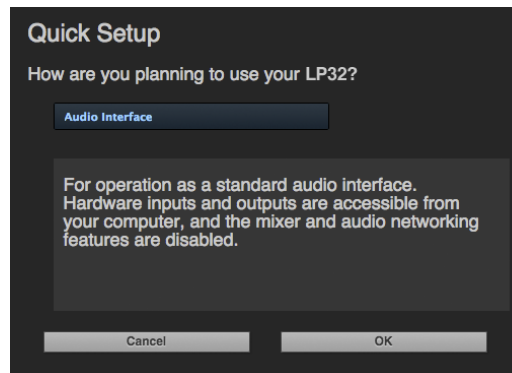 Quick Setup
How are you planning to use your LP32?
Audio Interface
For operation as a standard audio interface.
Hardware inputs and outputs are accessible from
your computer, and the mixer and audio networking
features are disabled.
Cancel
OK